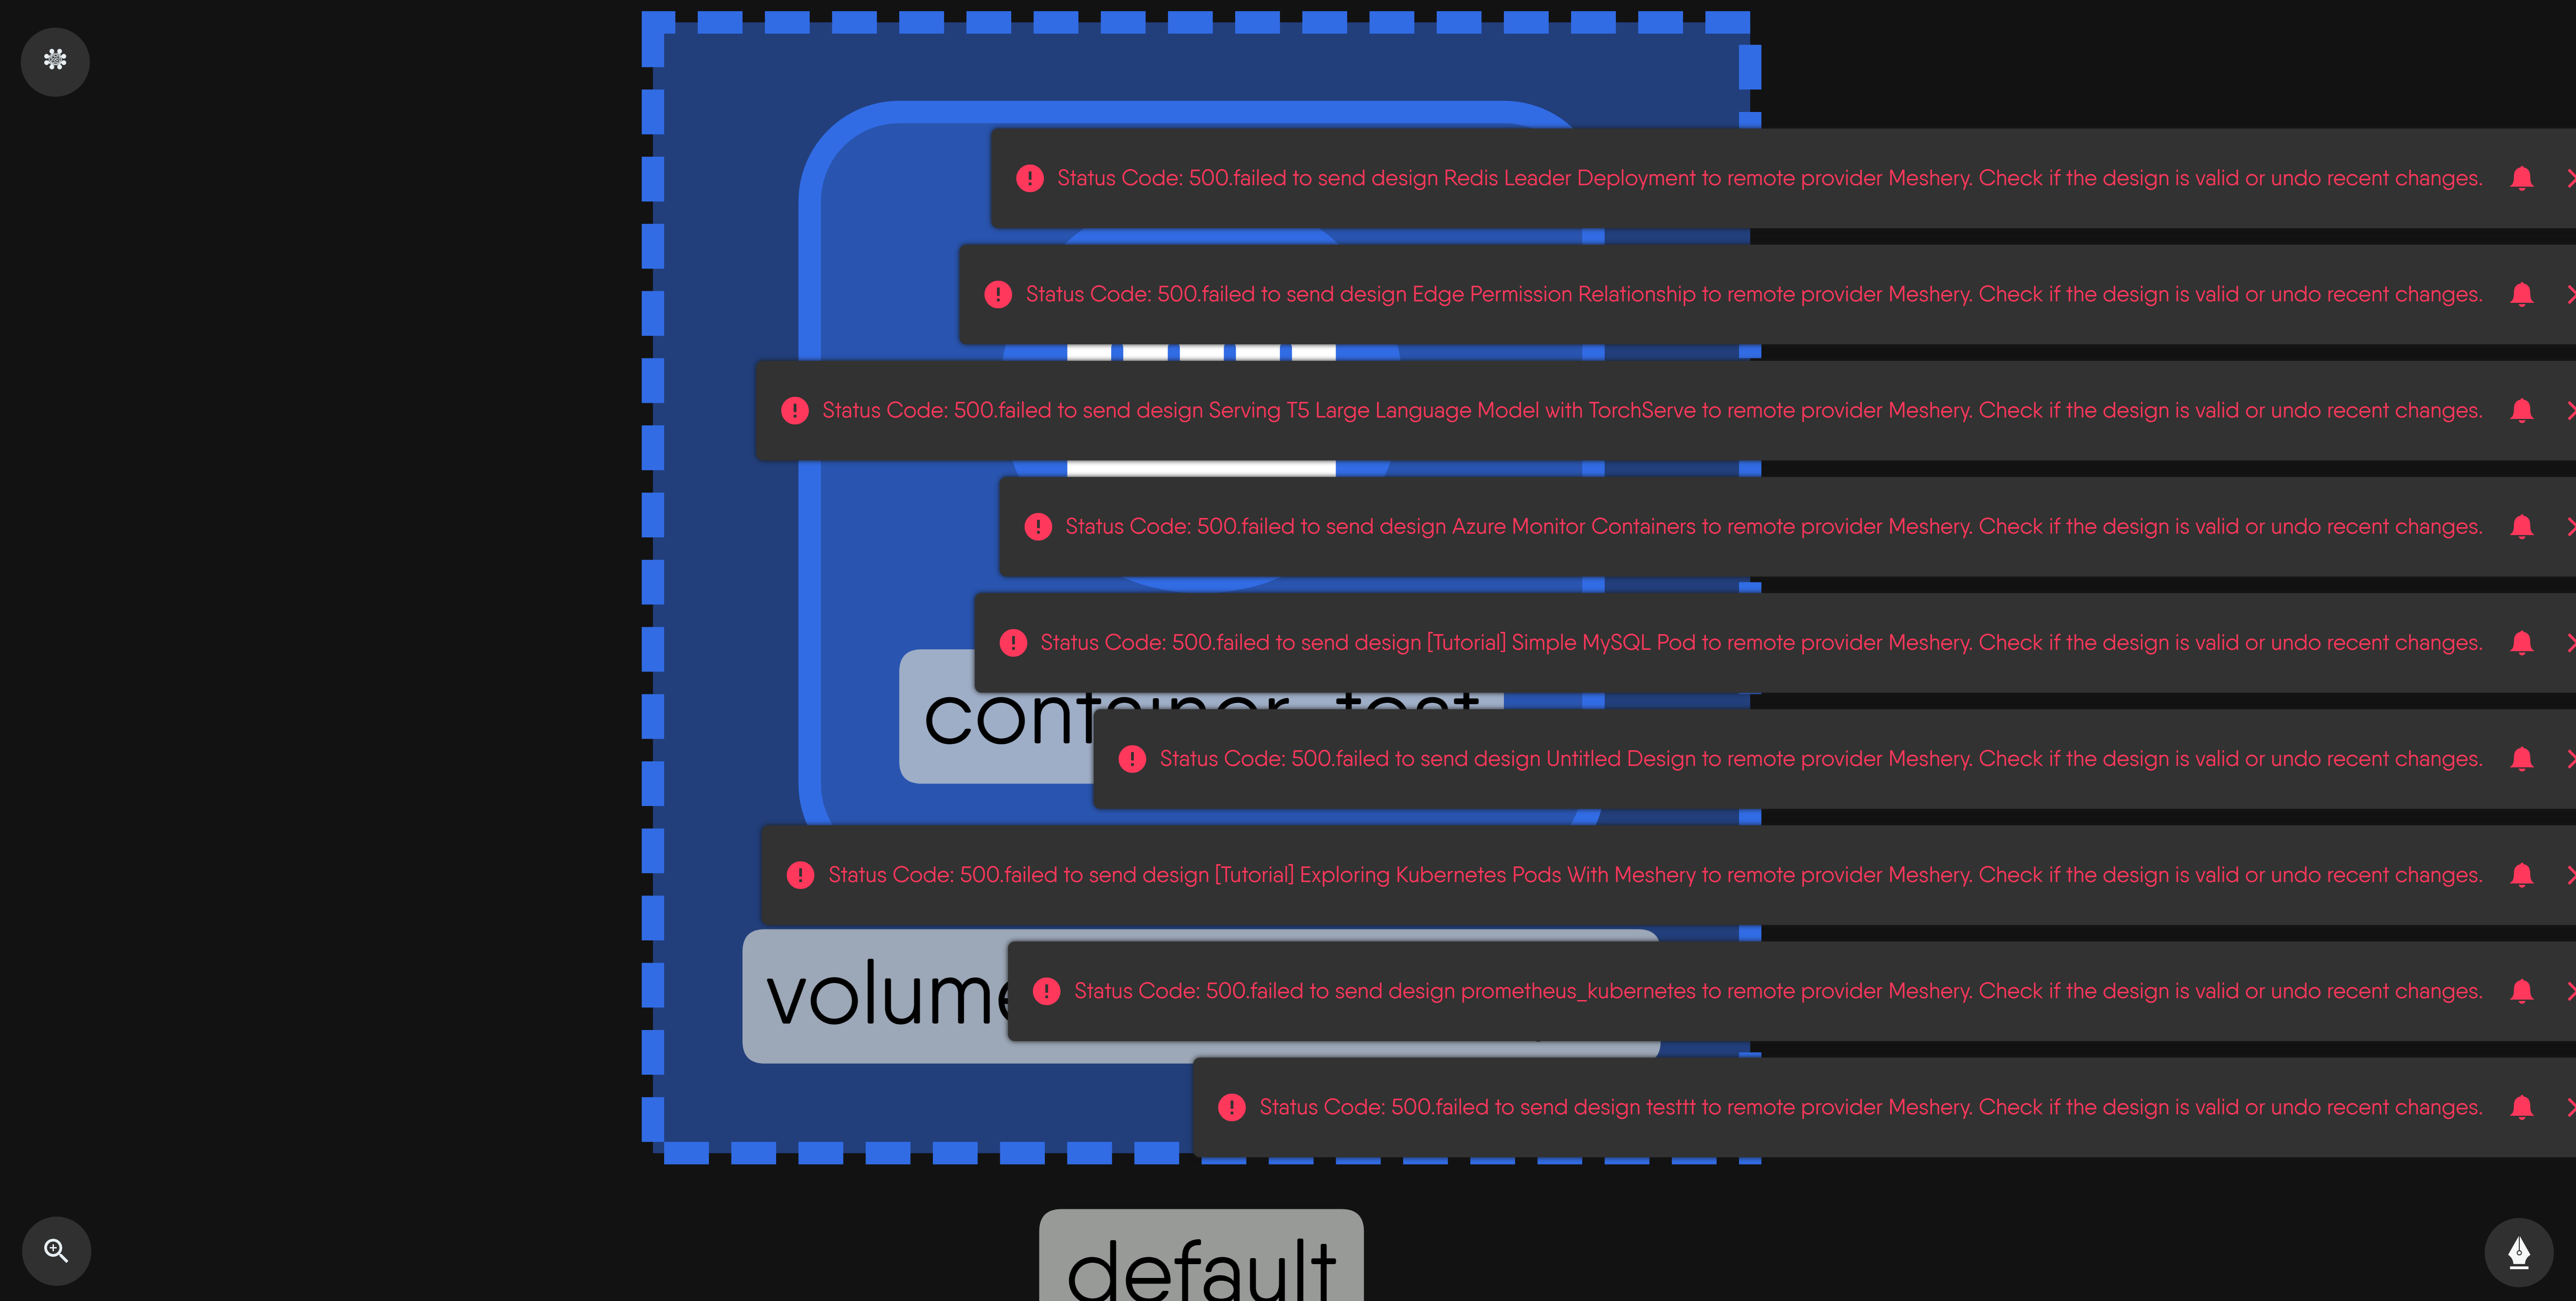 Status Code: 500.failed to send design Redis Leader Deployment to remote provider Meshery. Check if the design is valid or undo recent changes.
Status Code: 500.failed to send design Edge Permission Relationship to remote provider Meshery. Check if the design is valid or undo recent changes.
Status Code: 500.failed to send design Serving T5 Large Language Model with TorchServe to remote provider Meshery. Check if the design is valid or undo recent changes.
Status Code: 500.failed to send design Azure Monitor Containers to remote provider Meshery. Check if the design is valid or undo recent changes.
Status Code: 500.failed to send design [Tutorial] Simple MySQL Pod to remote provider Meshery. Check if the design is valid or undo recent changes.
container-test
Status Code: 500.failed to send design Untitled Design to remote provider Meshery. Check if the design is valid or undo recent changes.
Status Code: 500.failed to send design [Tutorial] Exploring Kubernetes Pods With Meshery to remote provider Meshery. Check if the design is valid or undo recent changes.
Status Code: 500.failed to send design prometheus_kubernetes to remote provider Meshery. Check if the design is valid or undo recent changes.
Status Code: 500.failed to send design testttt to remote provider Meshery. Check if the design is valid or undo recent changes.
default